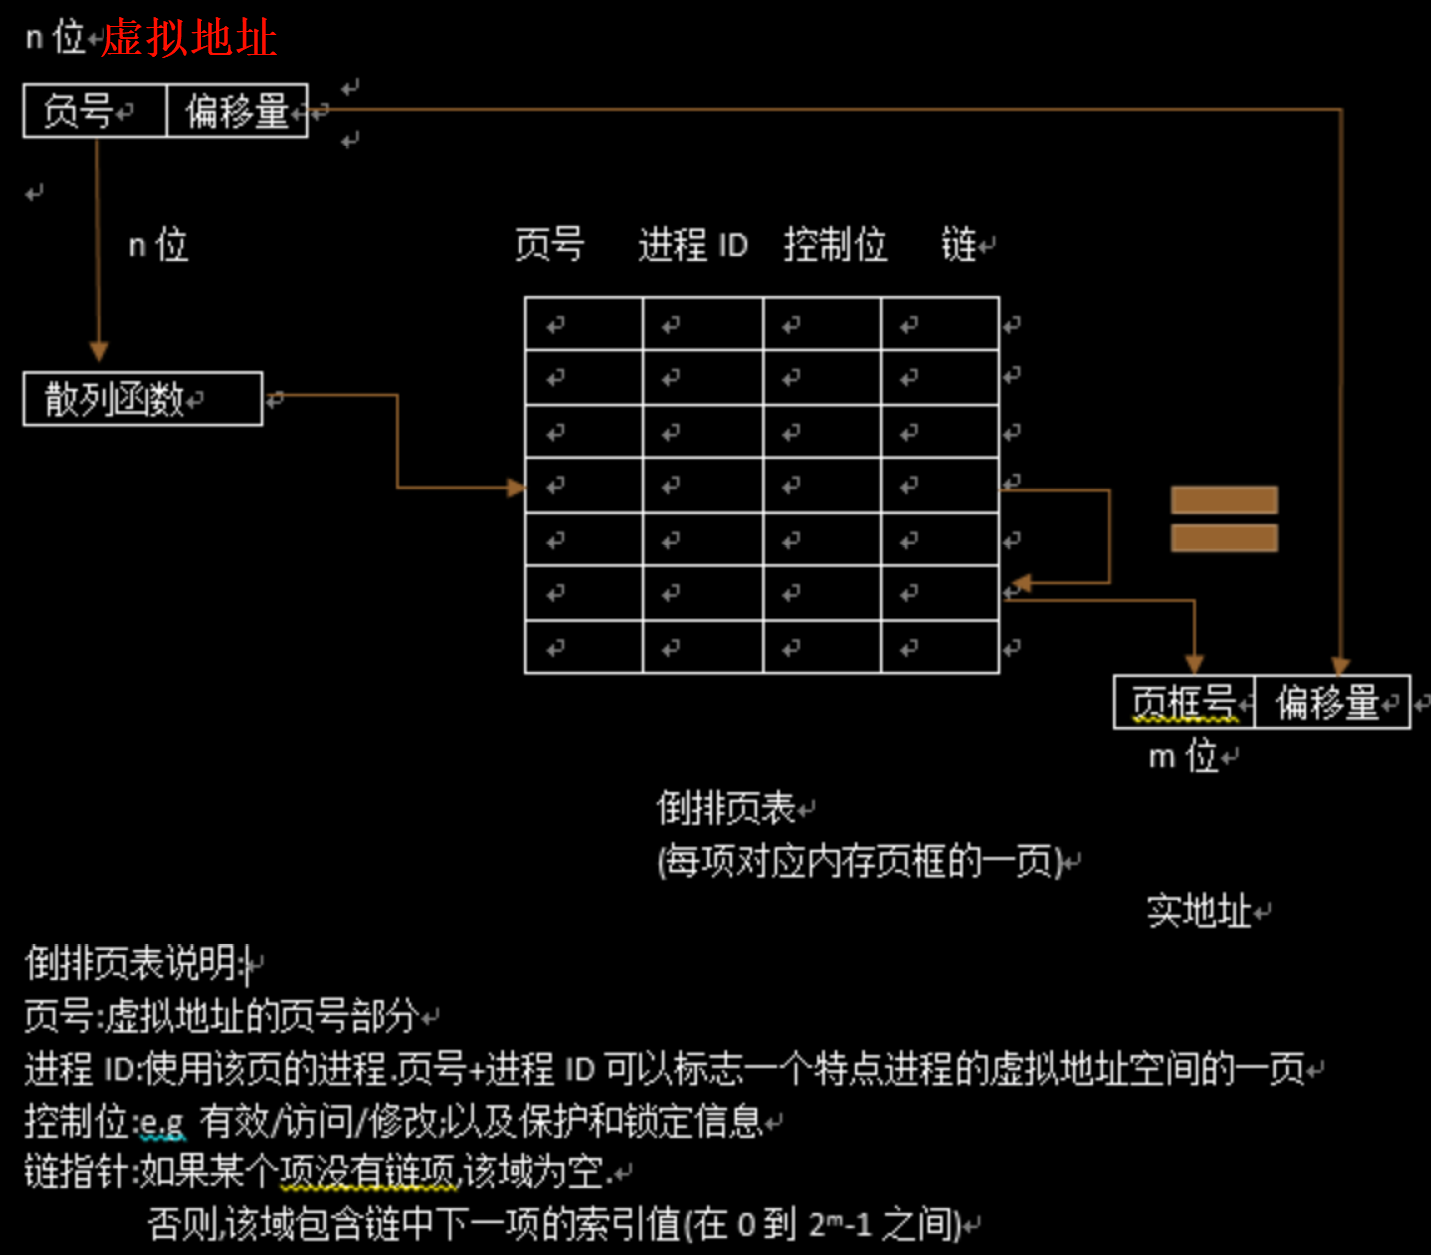 n 位 虚拟地址
负号 偏移量
n 位
页号 进程 ID 控制位 链
散列函数
页框号 偏移量
m 位
倒排页表
(每项对应内存页框的一页)
实地址
倒排页表说明:
页号:虚拟地址的页号部分
进程 ID:使用该页的进程.页号+进程 ID 可以标志一个特点进程的虚拟地址空间的一页
控制位:e.g 有效/访问/修改;以及保护和锁定信息
链指针:如果某个项没有链项,该域为空.
否则,该域包含链中下一项的索引值(在 0 到 2ᵐ-1 之间)